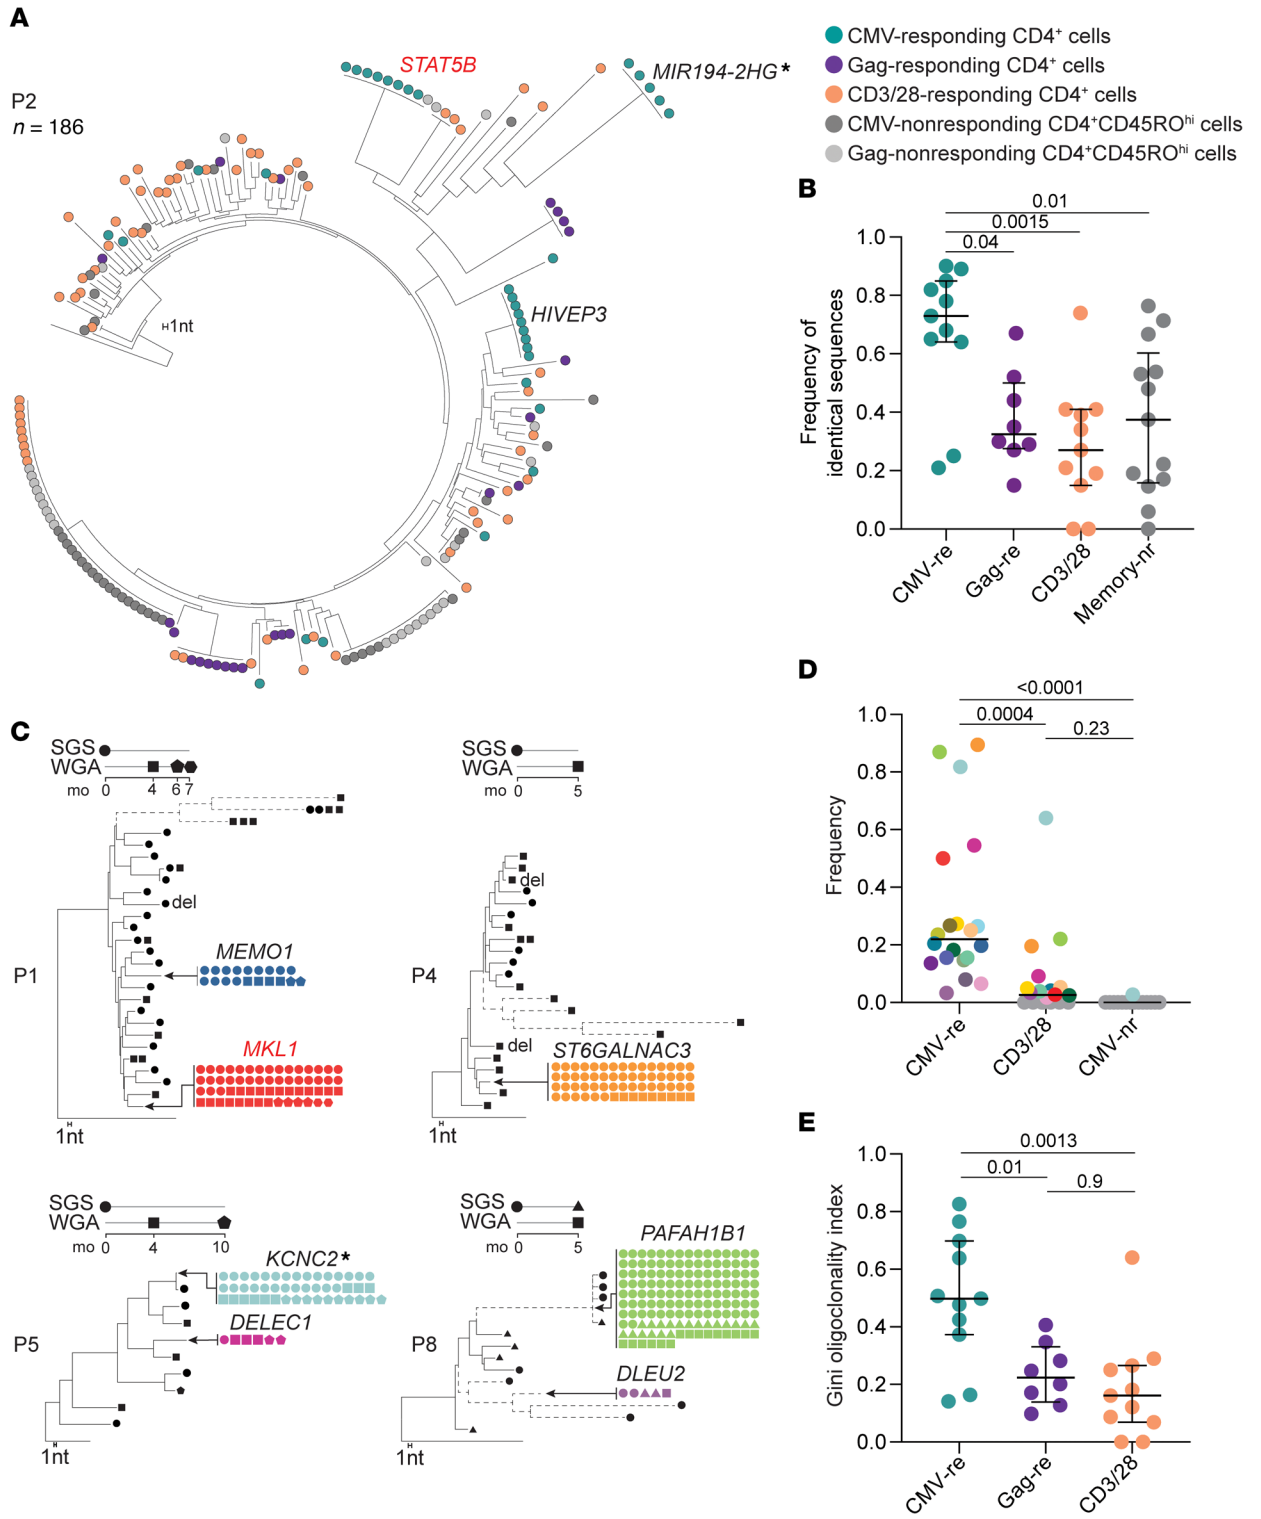 A
P2
n = 186
STAT5B
MIR194-2HG*
HIVEP3
1nt
CMV-responding CD4⁺ cells
Gag-responding CD4⁺ cells
CD3/28-responding CD4⁺ cells
CMV-nonresponding CD4⁺CD45ROʰⁱ cells
Gag-nonresponding CD4⁺CD45ROʰⁱ cells
B
0.01
0.0015
0.04
Frequency of
identical sequences
1.0
0.8
0.6
0.4
0.2
0.0
CMV-re
Gag-re
CD3/28
Memory-nr
C
SGS
WGA
mo 0 4 6 7
P1
del
MEMO1
MKL1
1nt
SGS
WGA
mo 0 5
P4
del
del
ST6GALNAC3
1nt
SGS
WGA
mo 0 4 10
P5
KCNC2*
DELEC1
1nt
SGS
WGA
mo 0 5
P8
PAFAH1B1
DLEU2
1nt
D
<0.0001
0.0004
0.23
Frequency
1.0
0.8
0.6
0.4
0.2
0.0
CMV-re
CD3/28
CMV-nr
E
0.0013
0.01
0.9
Gini oligoclonality index
1.0
0.8
0.6
0.4
0.2
0.0
CMV-re
Gag-re
CD3/28